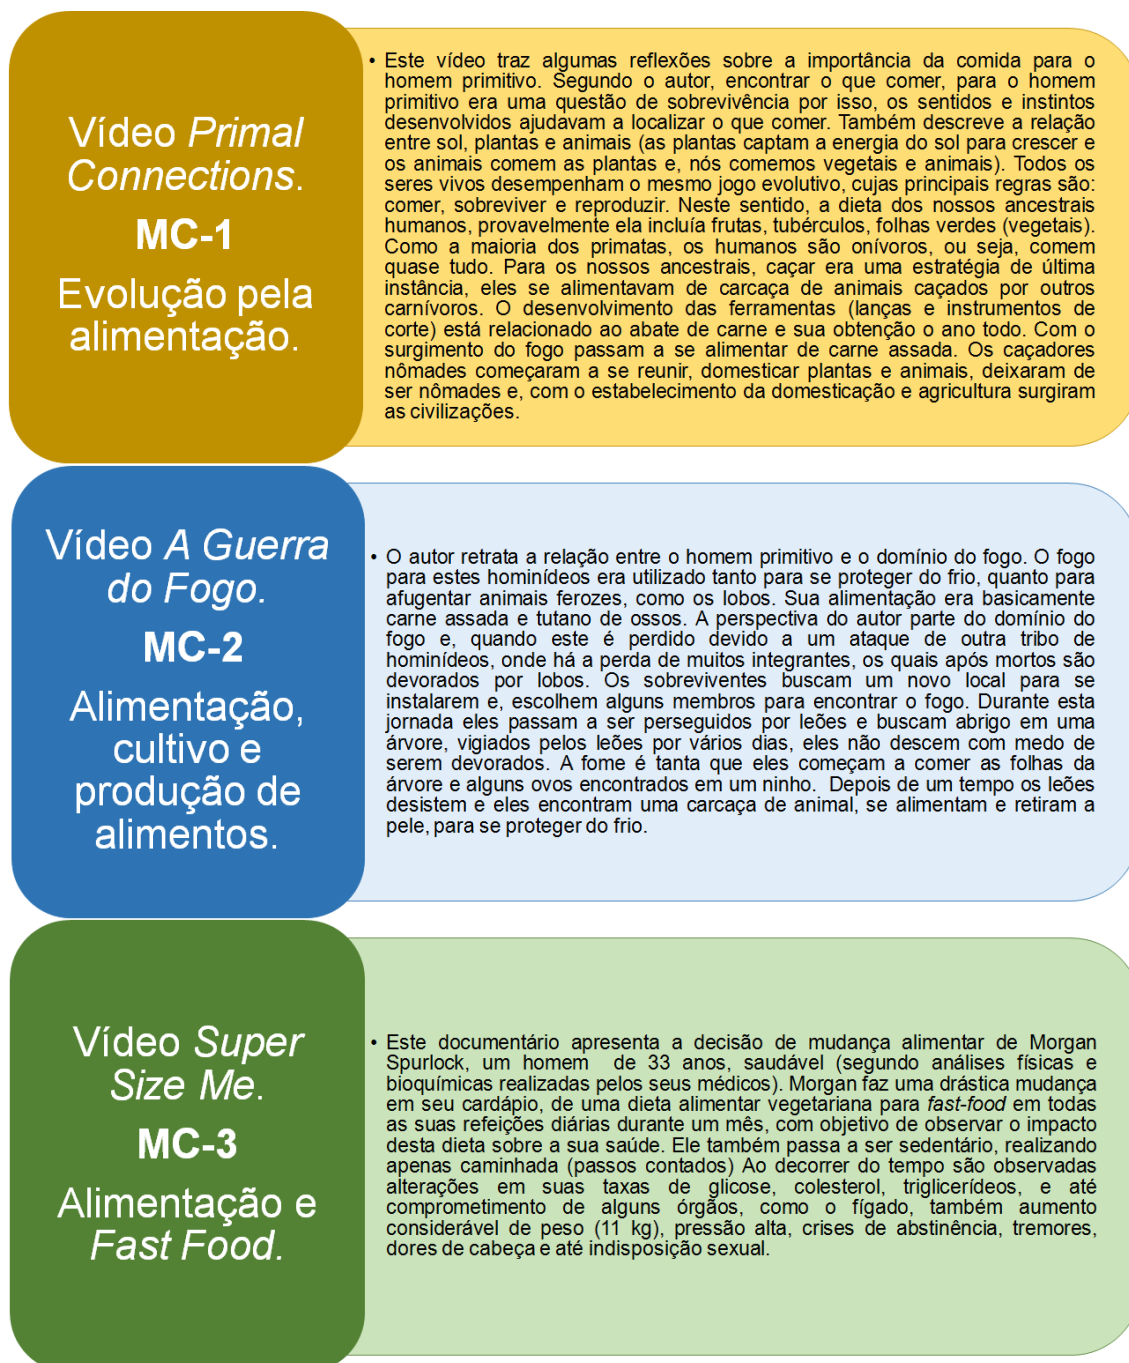 Vídeo Primal
Connections.
MC-1
Evolução pela
alimentação.
• Este vídeo traz algumas reflexões sobre a importância da comida para o
homem primitivo. Segundo o autor, encontrar o que comer, para o homem
primitivo era uma questão de sobrevivência por isso, os sentidos e instintos
desenvolvidos ajudavam a localizar o que comer. Também descreve a relação
entre sol, plantas e animais (as plantas captam a energia do sol para crescer e
os animais comem as plantas e, nós comemos vegetais e animais). Todos os
seres vivos desempenham o mesmo jogo evolutivo, cujas principais regras são:
comer, sobreviver e reproduzir. Neste sentido, a dieta dos nossos ancestrais
humanos, provavelmente ela incluía frutas, tubérculos, folhas verdes (vegetais).
Como a maioria dos primatas, os humanos são onívoros, ou seja, comem
quase tudo. Para os nossos ancestrais, caçar era uma estratégia de última
instância, eles se alimentavam de carcaça de animais caçados por outros
carnívoros. O desenvolvimento das ferramentas (lanças e instrumentos de
corte) está relacionado ao abate de carne e sua obtenção o ano todo. Com o
surgimento do fogo passam a se alimentar de carne assada. Os caçadores
nômades começaram a se reunir, domesticar plantas e animais, deixaram de
ser nômades e, com o estabelecimento da domesticação e agricultura surgiram
as civilizações.
Vídeo A Guerra
do Fogo.
MC-2
Alimentação,
cultivo e
produção de
alimentos.
• O autor retrata a relação entre o homem primitivo e o domínio do fogo. O fogo
para estes hominídeos era utilizado tanto para se proteger do frio, quanto para
afugentar animais ferozes, como os lobos. Sua alimentação era basicamente
carne assada e tutano de ossos. A perspectiva do autor parte do domínio do
fogo e, quando este é perdido devido a um ataque de outra tribo de
hominídeos, onde há a perda de muitos integrantes, os quais após mortos são
devorados por lobos. Os sobreviventes buscam um novo local para se
instalarem e, escolhem alguns membros para encontrar o fogo. Durante esta
jornada eles passam a ser perseguidos por leões e buscam abrigo em uma
árvore, vigiados pelos leões por vários dias, eles não descem com medo de
serem devorados. A fome é tanta que eles começam a comer as folhas da
árvore e alguns ovos encontrados em um ninho. Depois de um tempo os leões
desistem e eles encontram uma carcaça de animal, se alimentam e retiram a
pele, para se proteger do frio.
Vídeo Super
Size Me.
MC-3
Alimentação e
Fast Food.
• Este documentário apresenta a decisão de mudança alimentar de Morgan
Spurlock, um homem de 33 anos, saudável (segundo análises físicas e
bioquímicas realizadas pelos seus médicos). Morgan faz uma drástica mudança
em seu cardápio, de uma dieta alimentar vegetariana para fast-food em todas
as suas refeições diárias durante um mês, com objetivo de observar o impacto
desta dieta sobre a sua saúde. Ele também passa a ser sedentário, realizando
apenas caminhada (passos contados) Ao decorrer do tempo são observadas
alterações em suas taxas de glicose, colesterol, triglicerídeos, e até
comprometimento de alguns órgãos, como o fígado, também aumento
considerável de peso (11 kg), pressão alta, crises de abstinência, tremores,
dores de cabeça e até indisposição sexual.